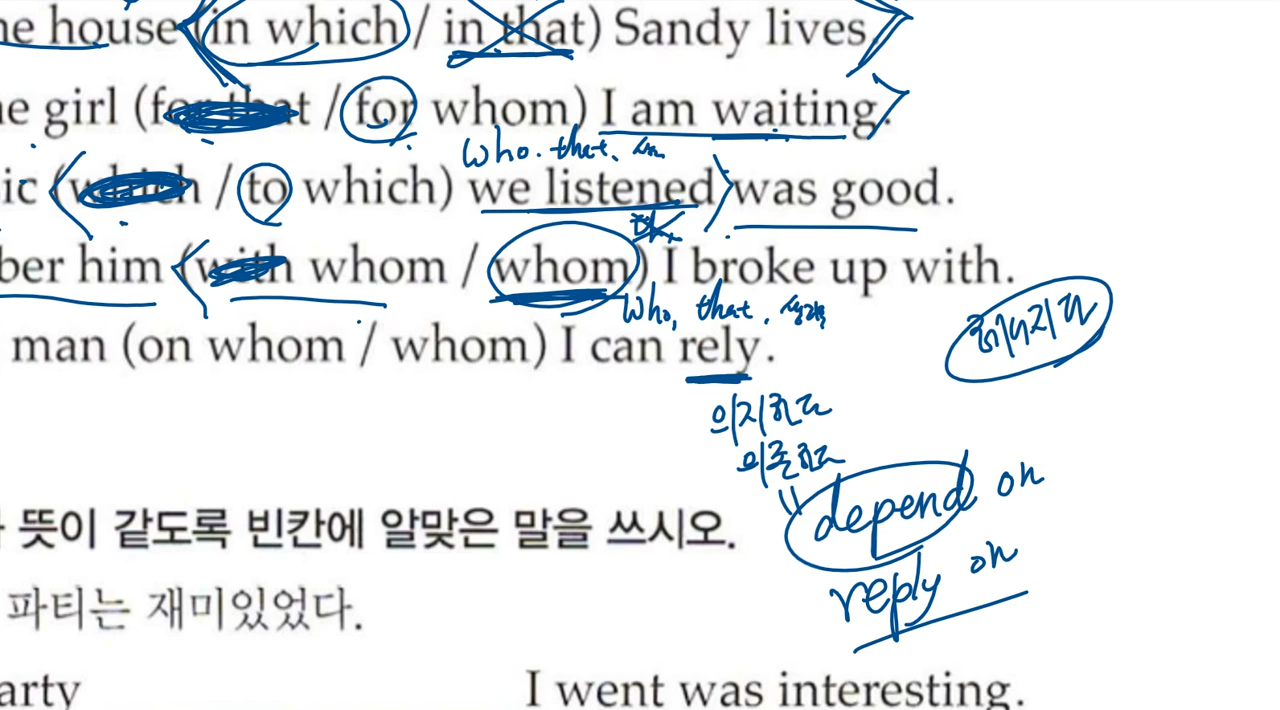 he house (in which / in that) Sandy lives
he girl (for that / for whom) I am waiting.
who. that.
ic (which / to which) we listened was good.
ber him (with whom / whom) I broke up with.
who, that, 생략
man (on whom / whom) I can rely.
헤어지다
의지하다
의존하다
depend on
뜻이 같도록 빈칸에 알맞은 말을 쓰시오.
reply on
파티는 재미있었다.
arty I went was interesting.